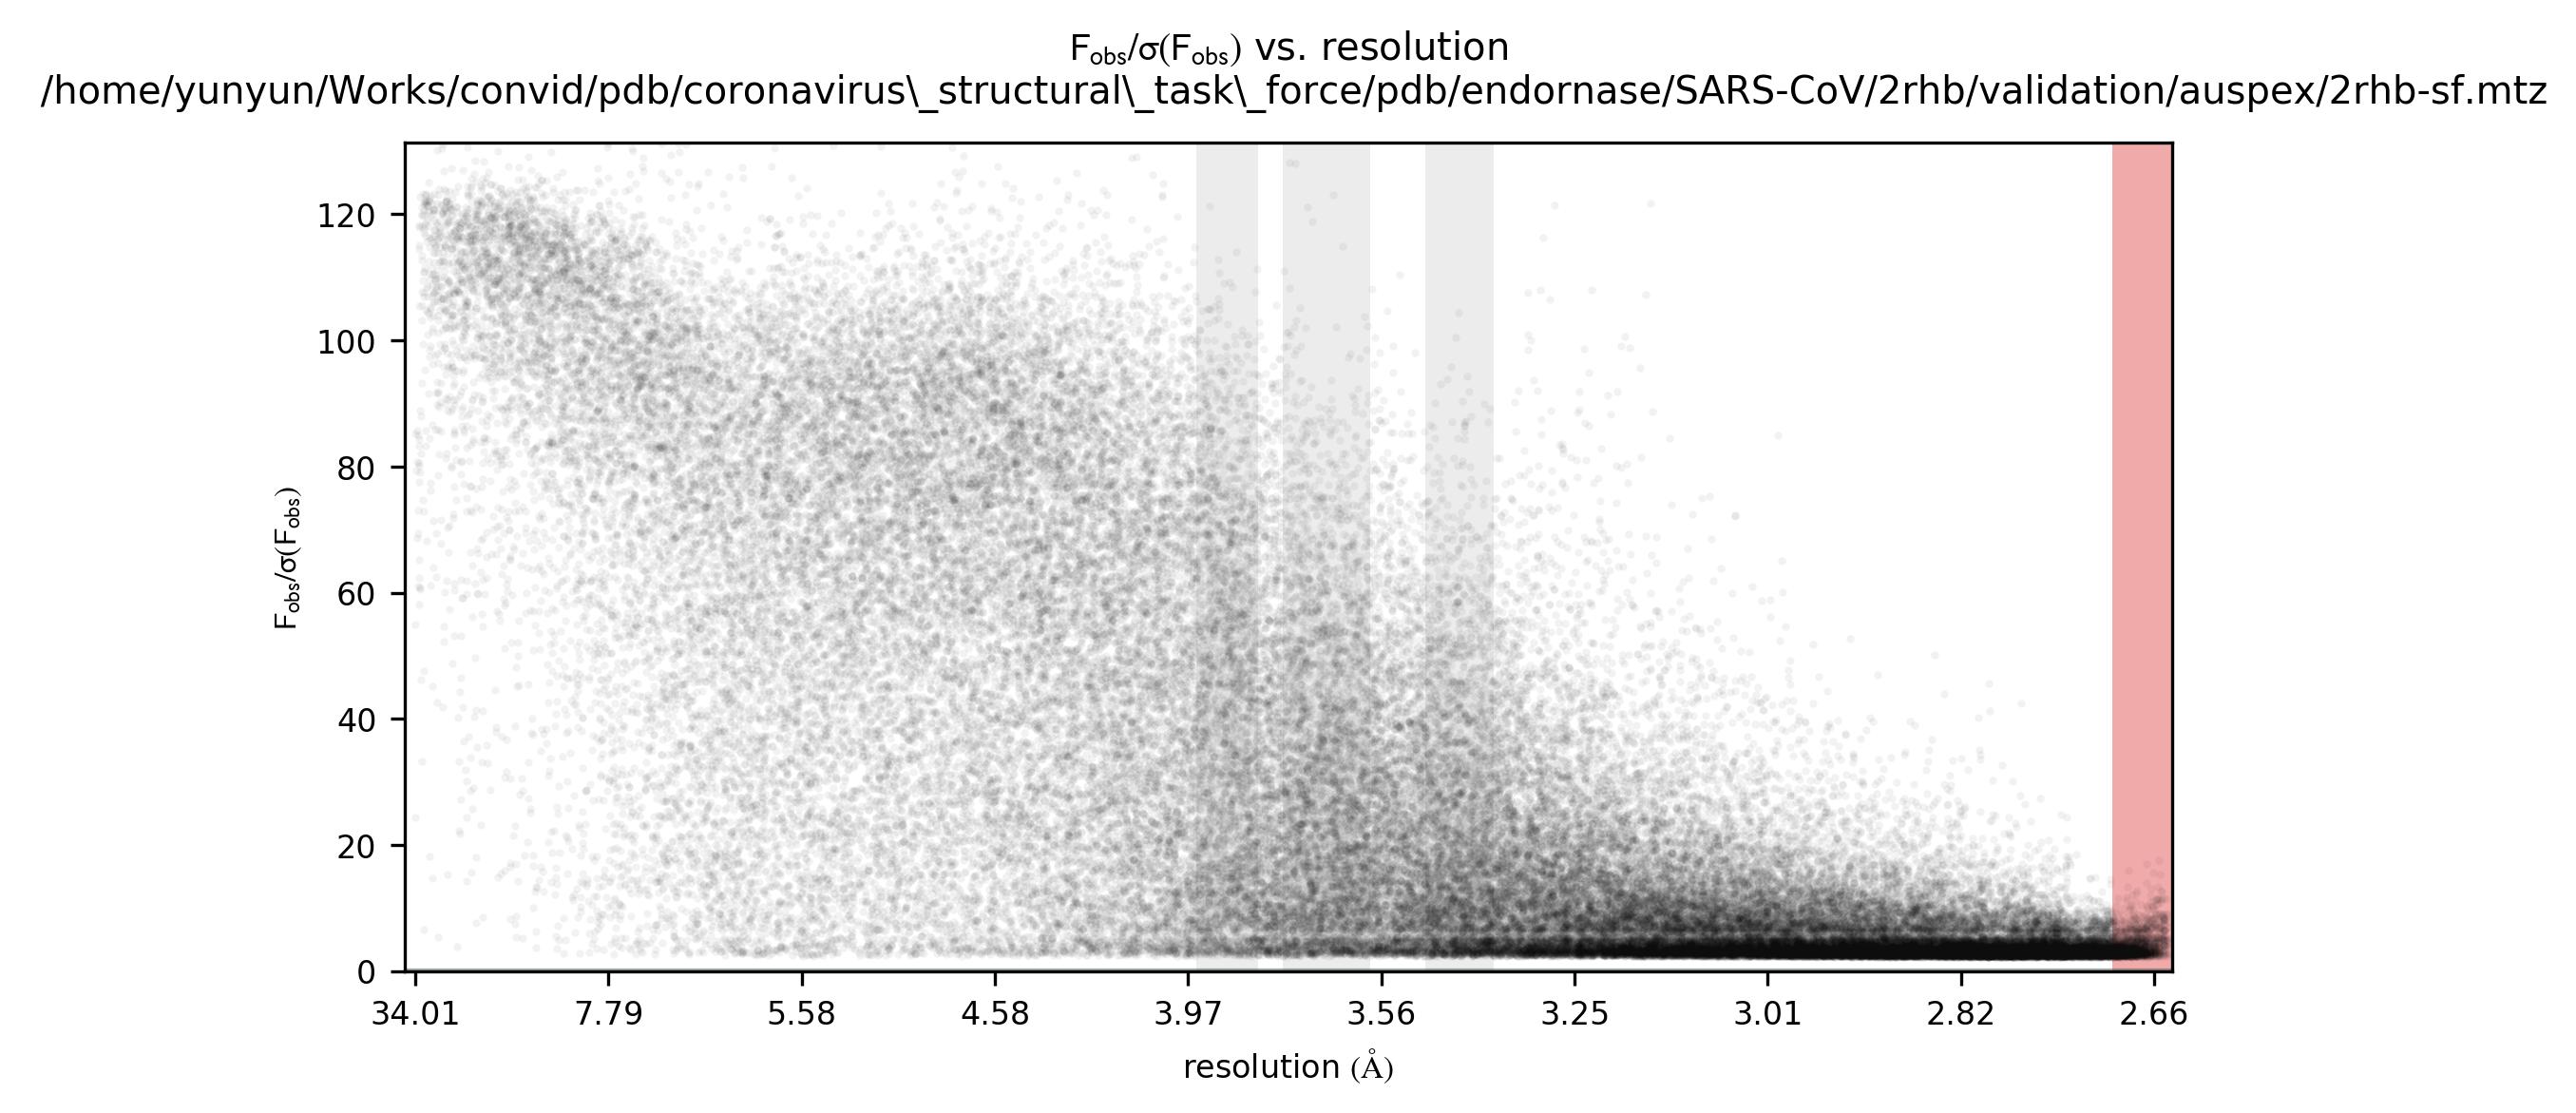 Fobs/σ(Fobs) vs. resolution
/home/yunyun/Works/convid/pdb/coronavirus\_structural\_task\_force/pdb/endornase/SARS-CoV/2rhb/validation/auspex/2rhb-sf.mtz
120
100
80
60
40
20
0
Fobs/σ(Fobs)
34.01 7.79 5.58 4.58 3.97 3.56 3.25 3.01 2.82 2.66
resolution (Å)